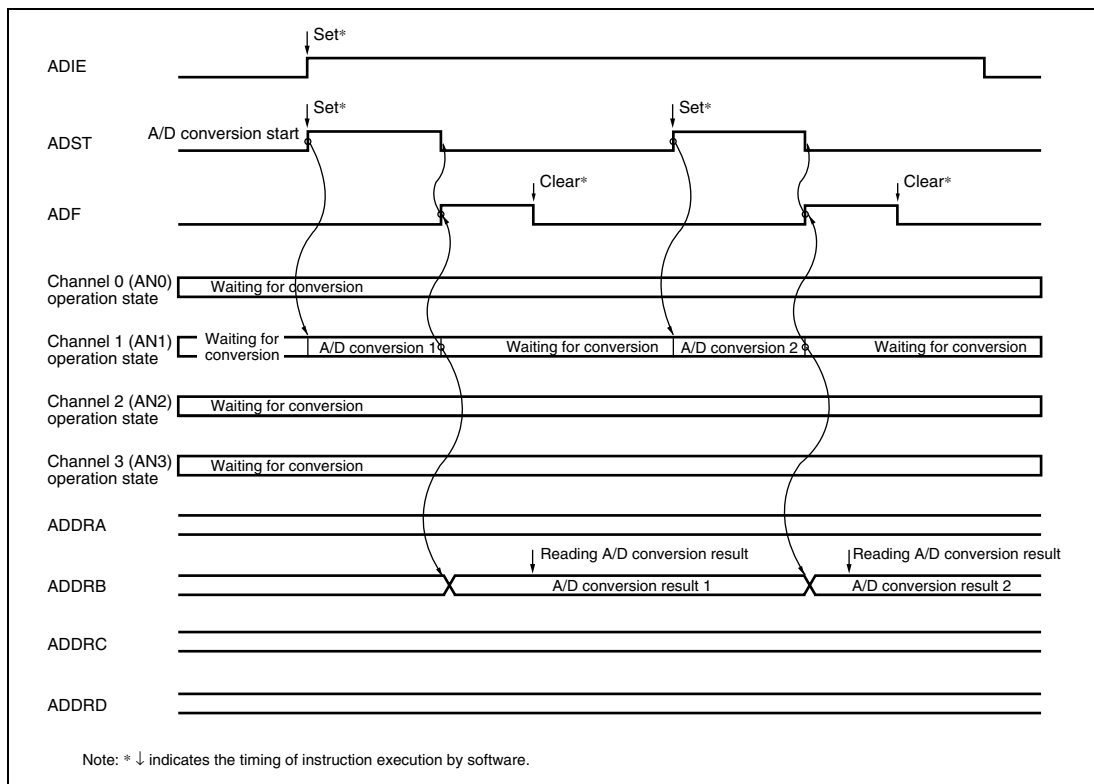 Set*
ADIE
Set*
Set*
A/D conversion start
ADST
Clear*
Clear*
ADF
Channel 0 (AN0)
operation state
Waiting for conversion
Channel 1 (AN1)
operation state
Waiting for
conversion
A/D conversion 1
Waiting for conversion
A/D conversion 2
Waiting for conversion
Channel 2 (AN2)
operation state
Waiting for conversion
Channel 3 (AN3)
operation state
Waiting for conversion
ADDRA
Reading A/D conversion result
Reading A/D conversion result
ADDRB
A/D conversion result 1
A/D conversion result 2
ADDRC
ADDRD
Note: * ↓ indicates the timing of instruction execution by software.